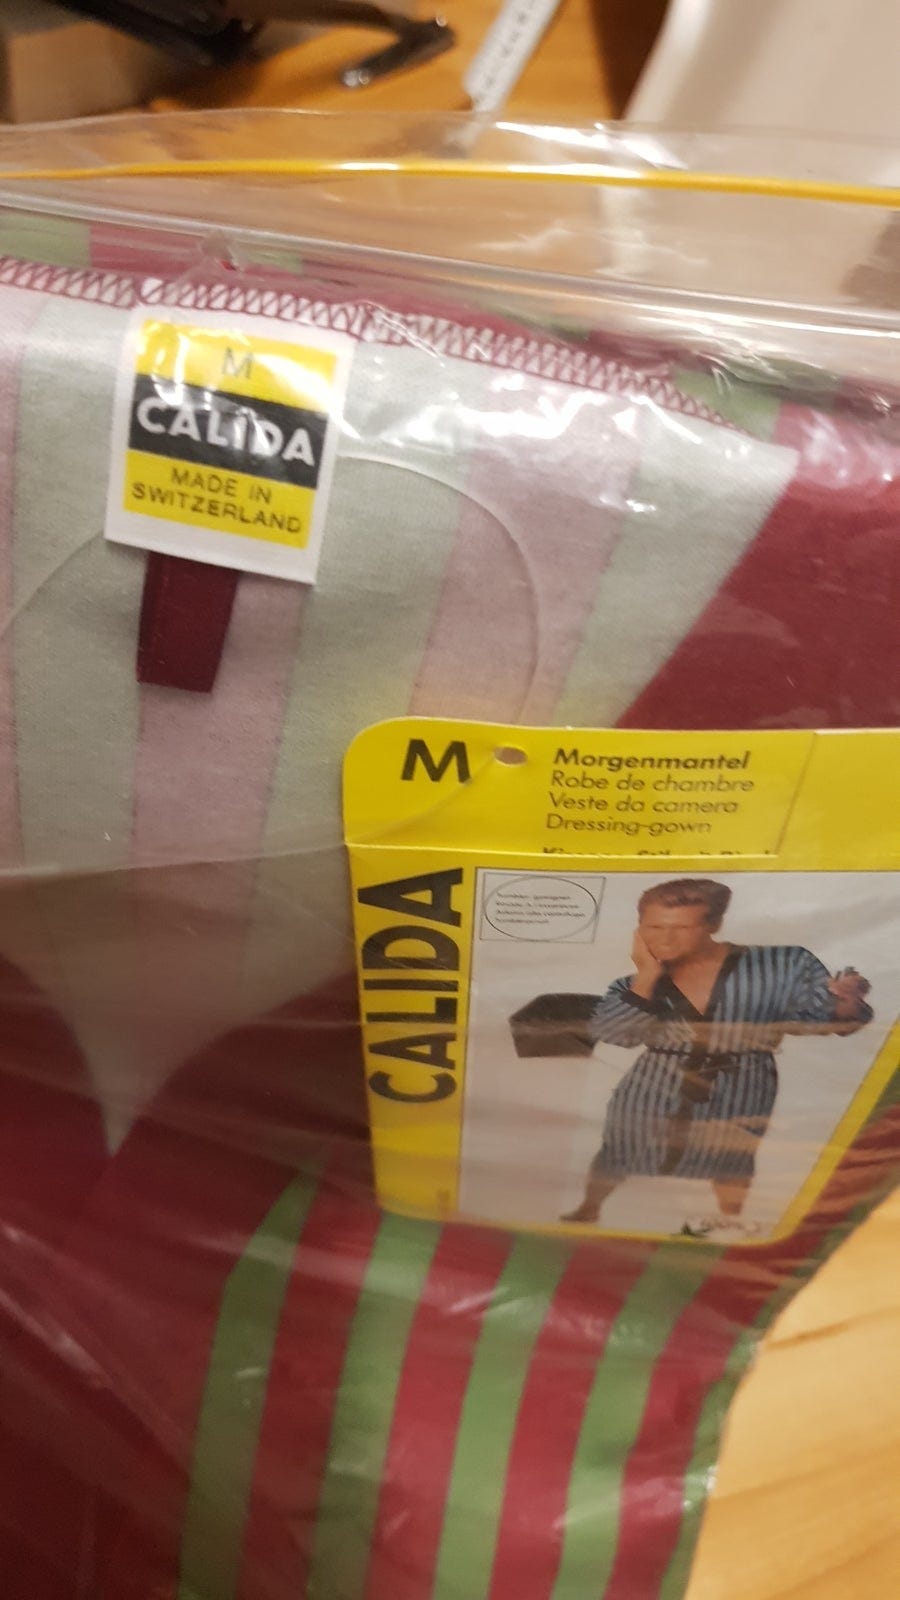 M
CALIDA
MADE IN
SWITZERLAND
M
Morgenmantel
Robe de chambre
Veste da camera
Dressing-gown
CALIDA